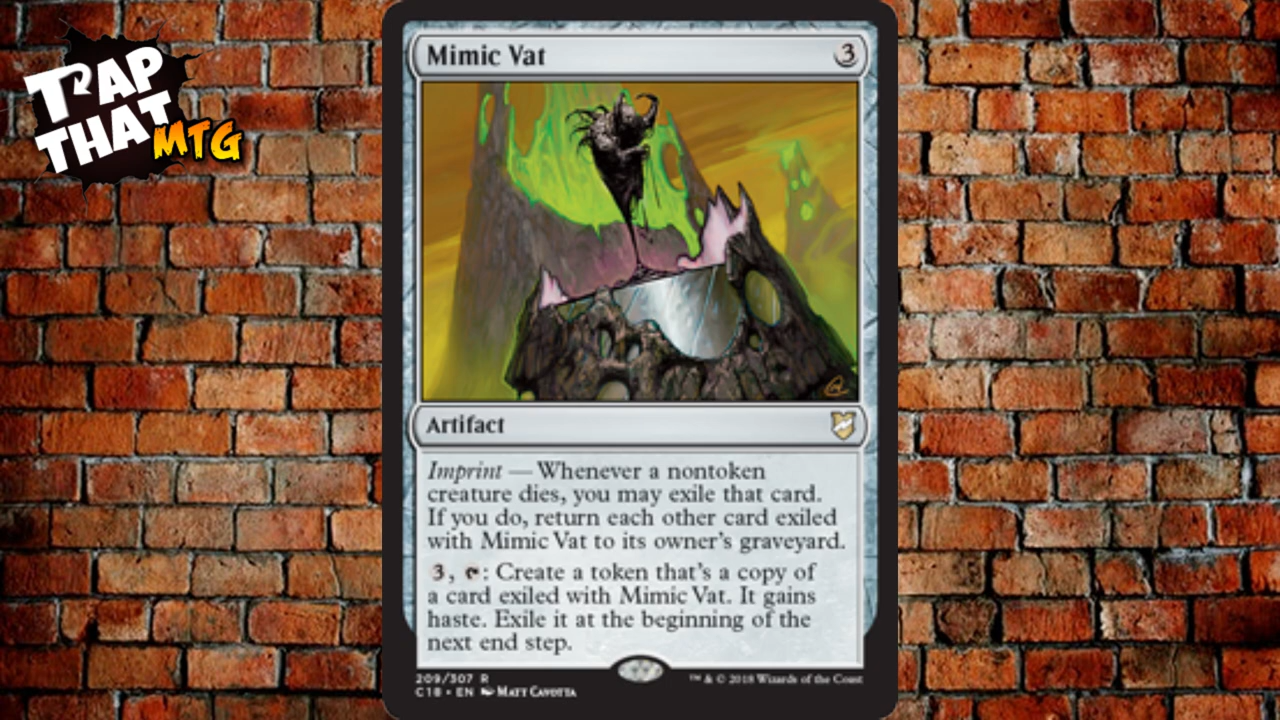 TRAP
THAT
MTG
Mimic Vat 3
Artifact
Imprint — Whenever a nontoken
creature dies, you may exile that card.
If you do, return each other card exiled
with Mimic Vat to its owner's graveyard.
3, : Create a token that's a copy of
a card exiled with Mimic Vat. It gains
haste. Exile it at the beginning of the
next end step.
209/307 R
C18 • EN Matt Cavotta
™ & © 2018 Wizards of the Coast